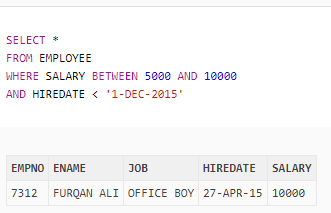 SELECT *
FROM EMPLOYEE
WHERE SALARY BETWEEN 5000 AND 10000
AND HIREDATE < '1-DEC-2015'
EMPNO ENAME JOB HIREDATE SALARY
7312 FURQAN ALI OFFICE BOY 27-APR-15 10000